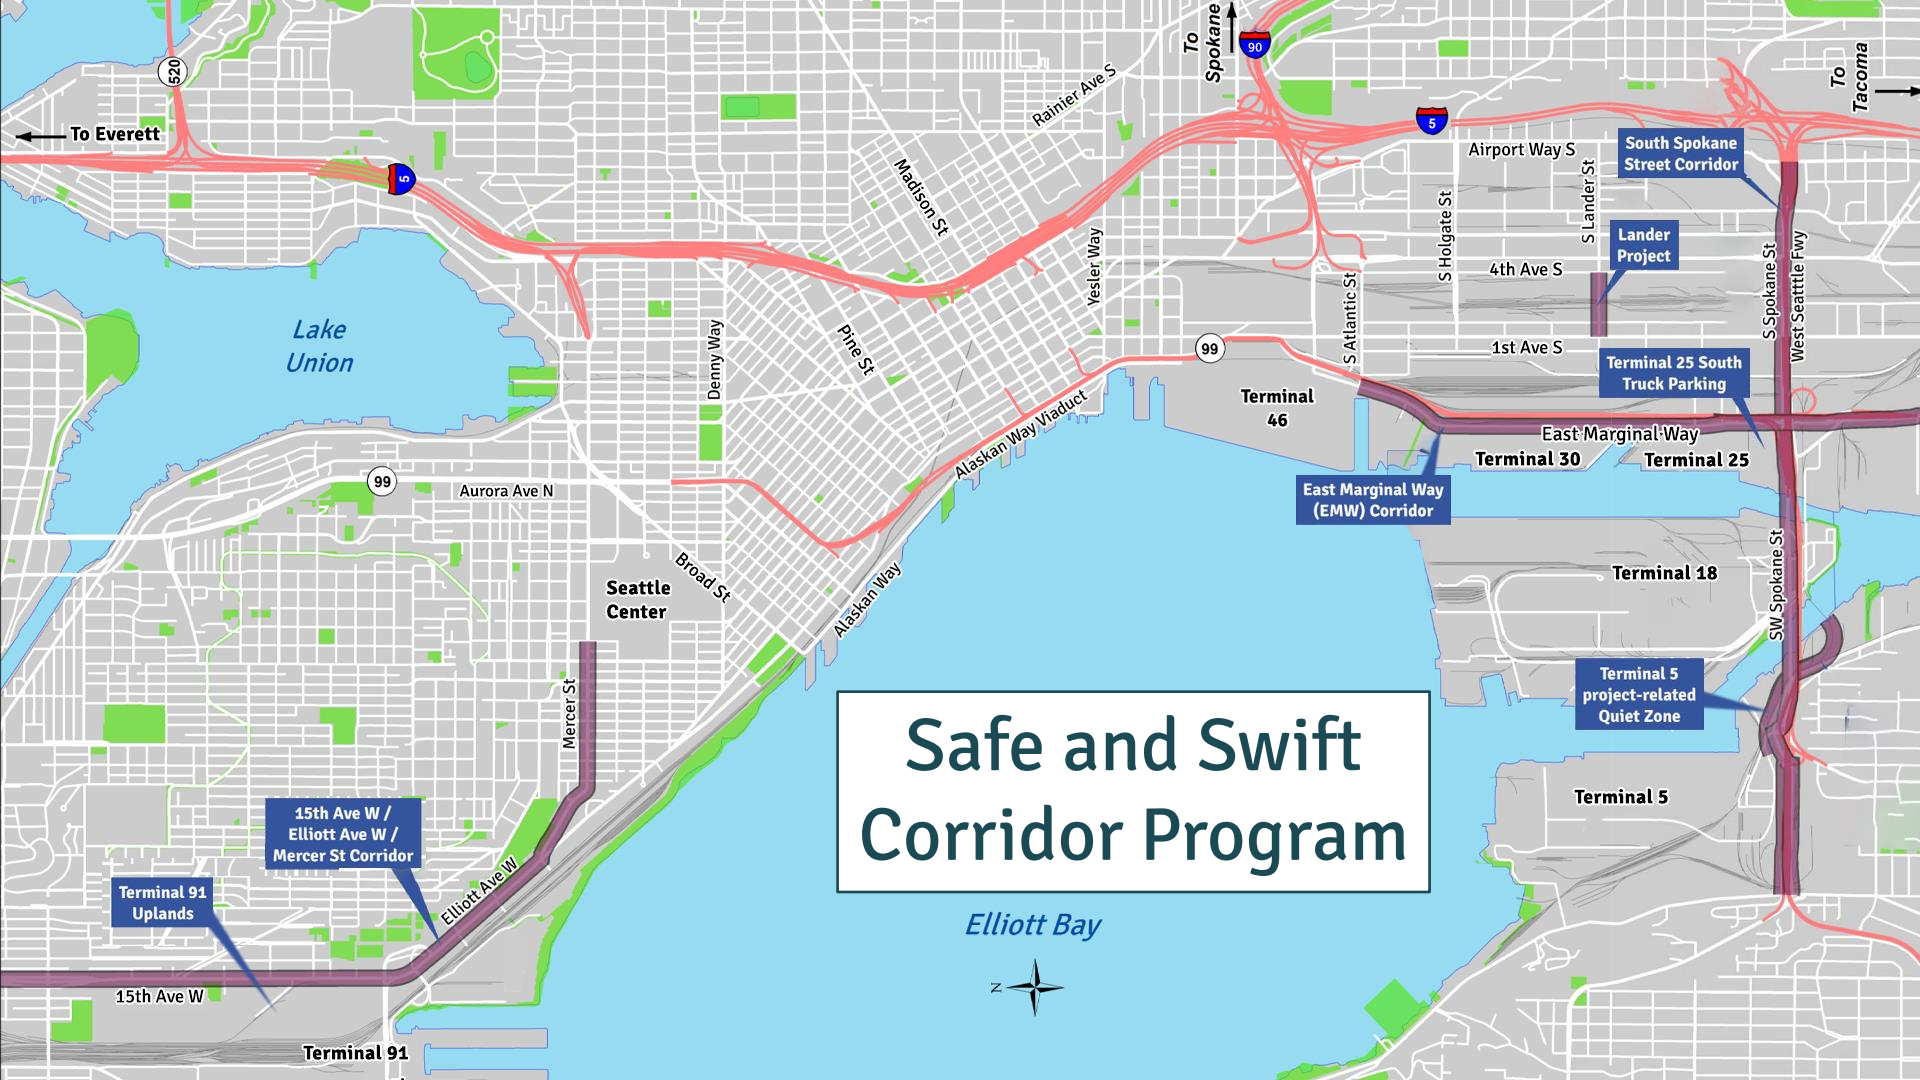 To
Spokane
90
To
Tacoma
520
To Everett
5
5
Rainier Ave S
Madison St
Airport Way S
South Spokane
Street Corridor
S Lander St
S Holgate St
Yesler Way
Lander
Project
4th Ave S
S Spokane St
West Seattle Fwy
S Atlantic St
Lake
Union
Denny Way
Pine St
99
1st Ave S
Terminal 25 South
Truck Parking
Terminal
46
Alaskan Way Viaduct
East Marginal Way
Terminal 30
Terminal 25
99
Aurora Ave N
East Marginal Way
(EMW) Corridor
Broad St
Seattle
Center
Alaskan Way
Terminal 18
SW Spokane St
Mercer St
Terminal 5
project-related
Quiet Zone
Safe and Swift
Corridor Program
Terminal 5
15th Ave W /
Elliott Ave W /
Mercer St Corridor
Elliott Ave W
Terminal 91
Uplands
Elliott Bay
N
15th Ave W
Terminal 91